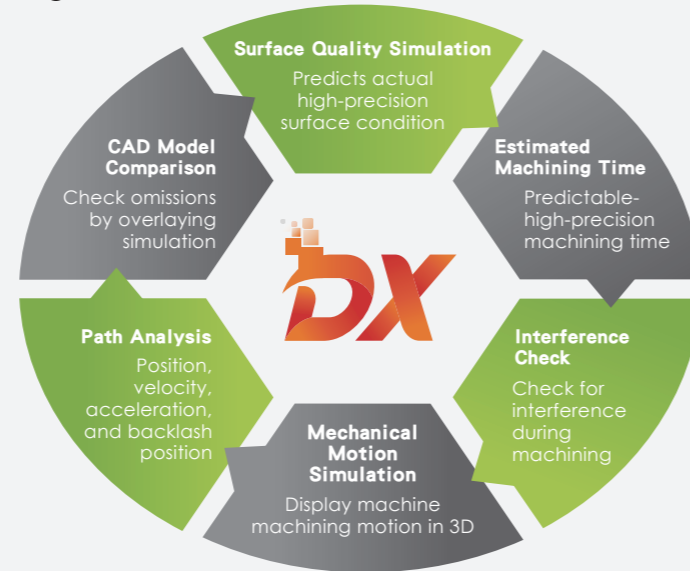 Surface Quality Simulation
Predicts actual
high-precision
surface condition
Estimated
Machining Time
Predictable-
high-precision
machining time
Interference
Check
Check for
interference
during
machining
Mechanical
Motion
Simulation
Display machine
machining motion in 3D
Path Analysis
Position,
velocity,
acceleration,
and backlash
position
CAD Model
Comparison
Check omissions
by overlaying
simulation
DX